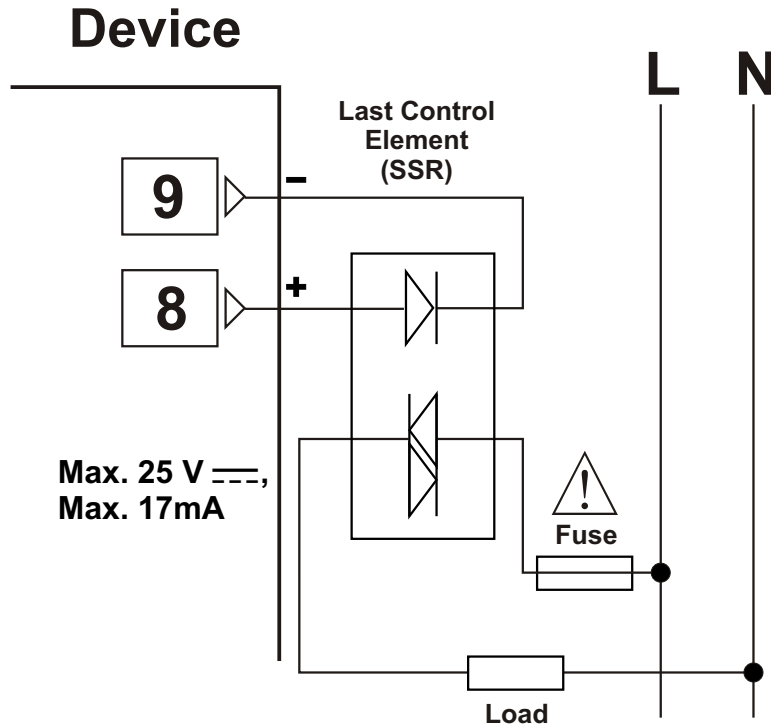 Device
L N
Last Control
Element
(SSR)
9
−
8
+
Max. 25 V ⎓,
Max. 17mA
!
Fuse
Load